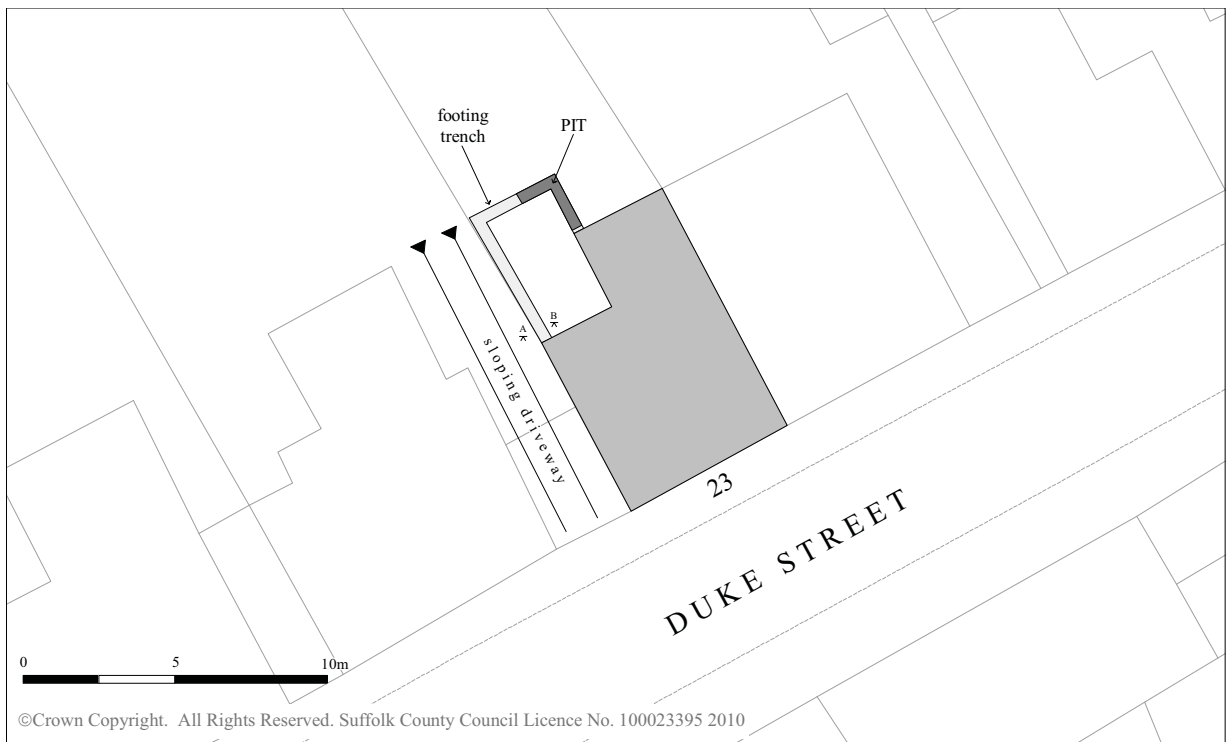 footing
trench
PIT
A
B
sloping driveway
23
DUKE STREET
0 5 10m
©Crown Copyright. All Rights Reserved. Suffolk County Council Licence No. 100023395 2010